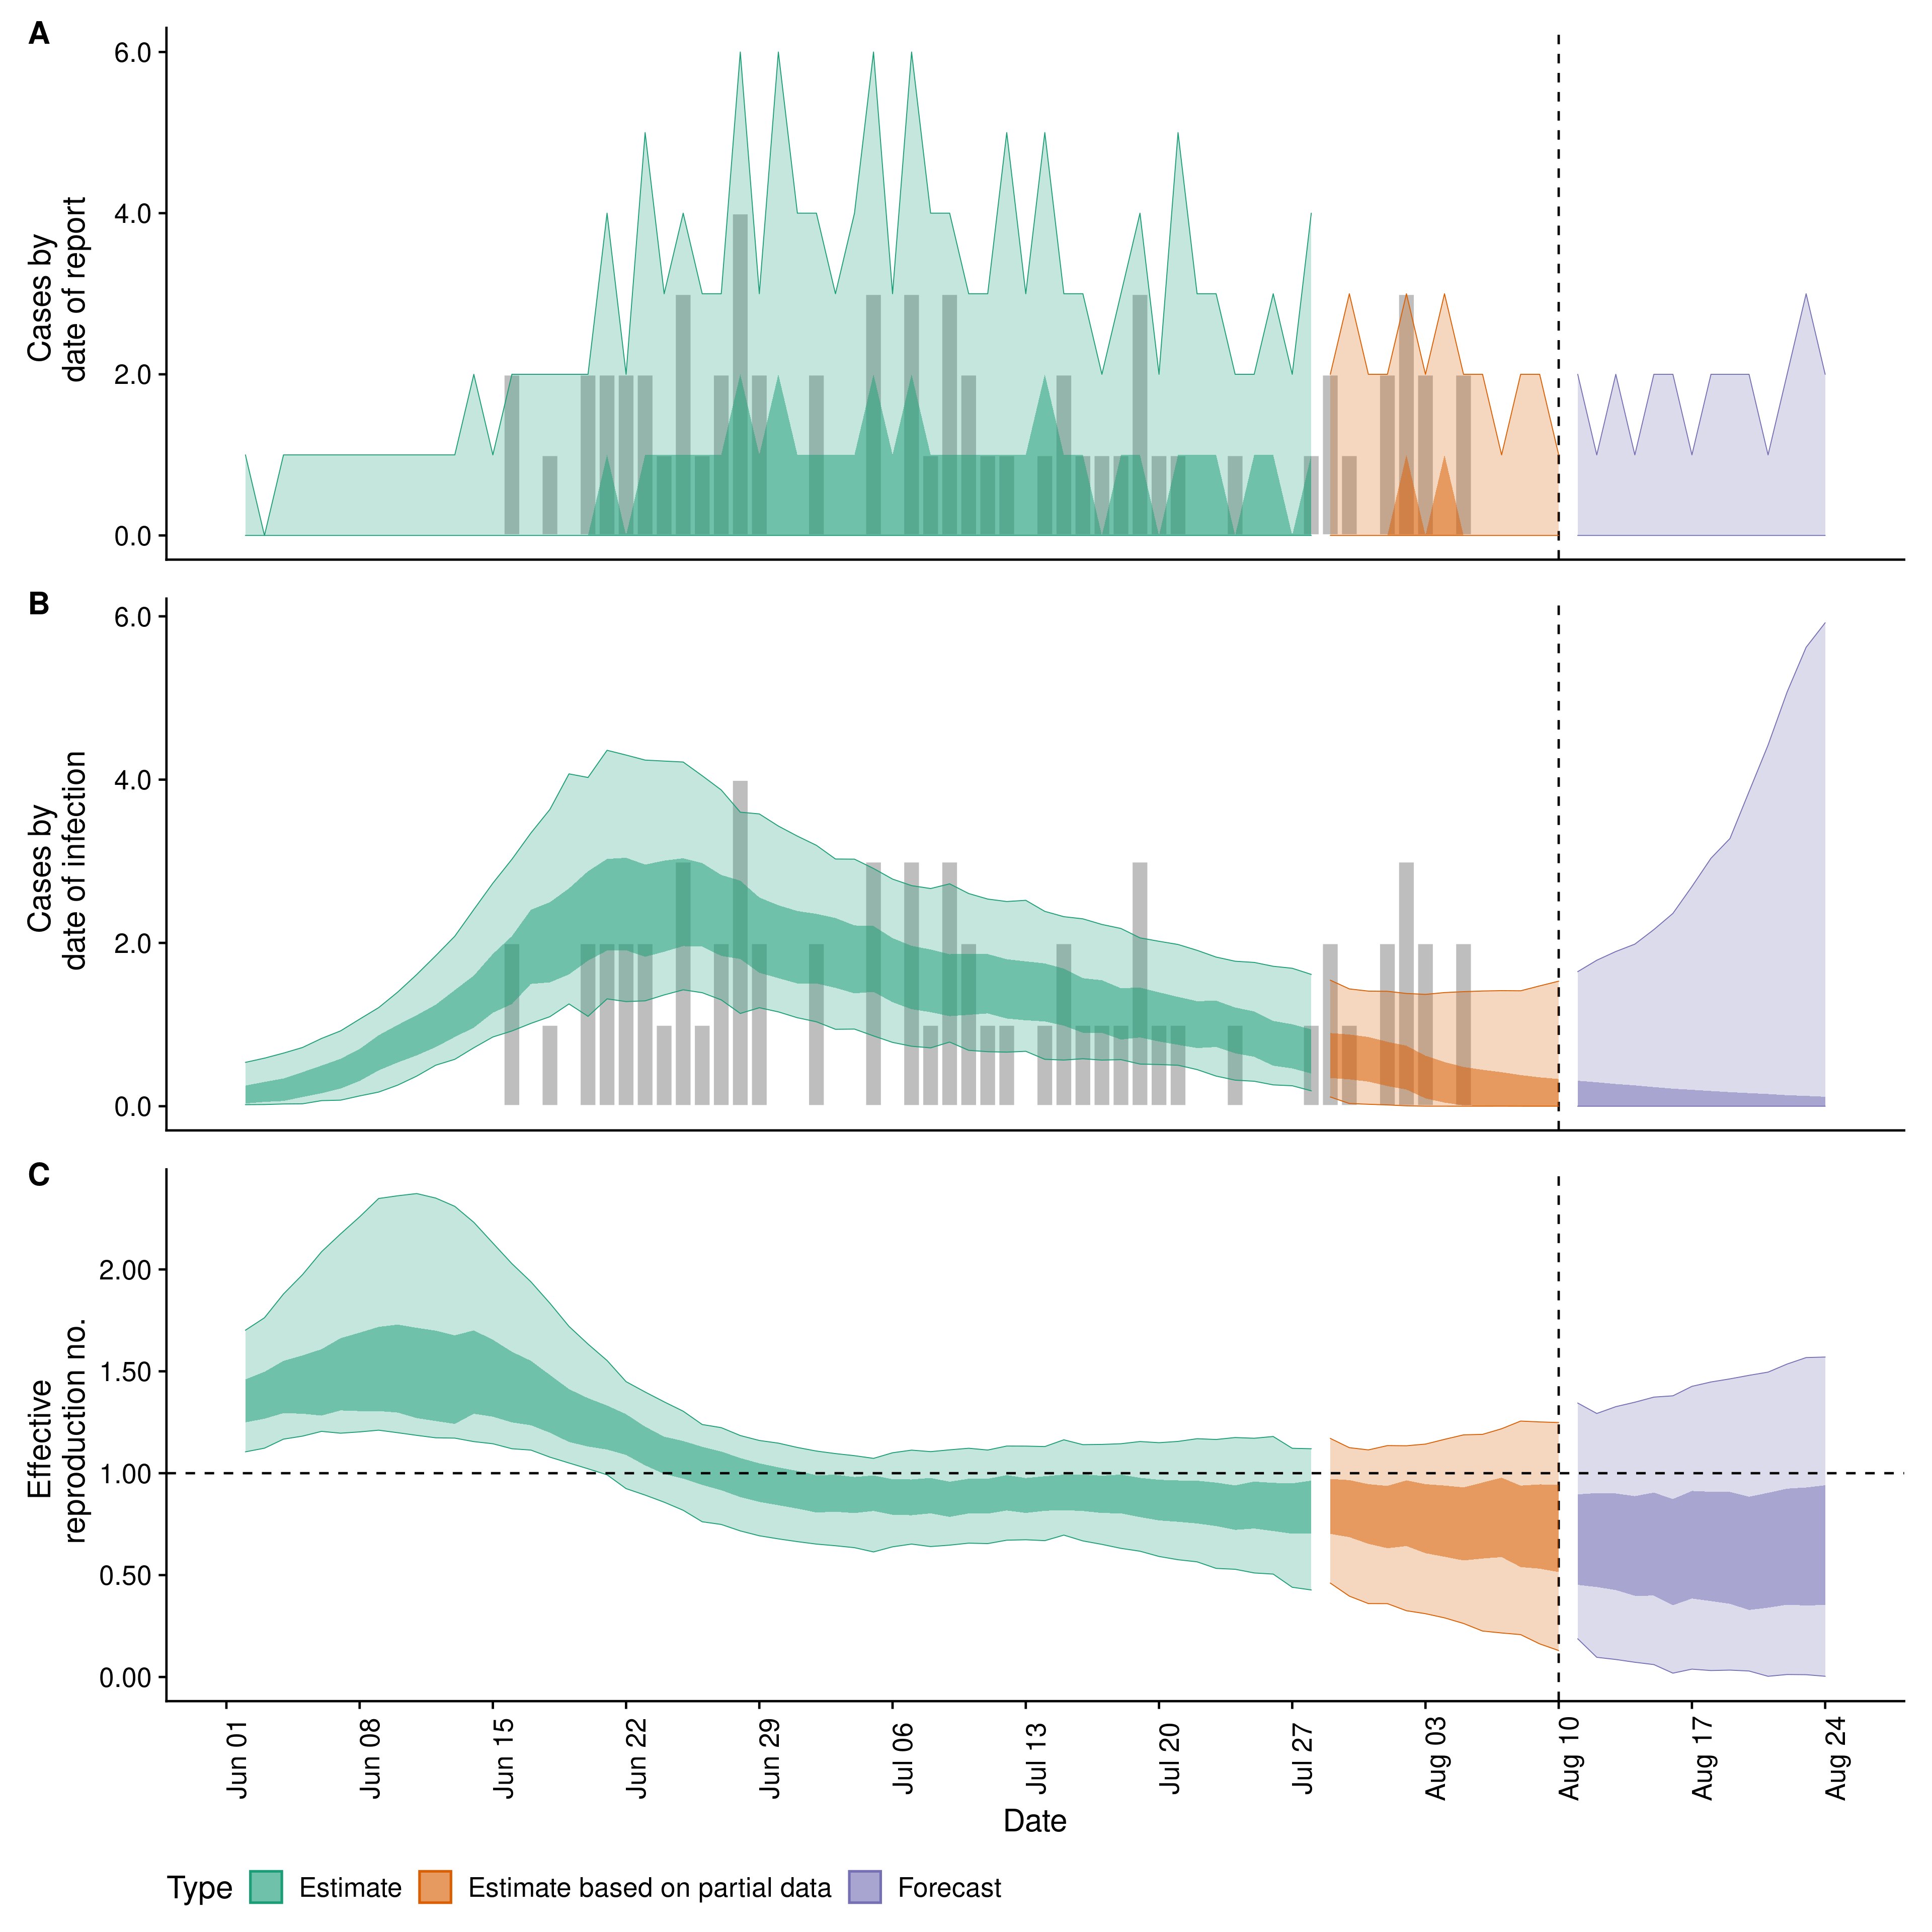 A
6.0
4.0
2.0
0.0
Cases by
date of report
B
6.0
4.0
2.0
0.0
Cases by
date of infection
C
2.00
1.50
1.00
0.50
0.00
Effective
reproduction no.
Jun 01
Jun 08
Jun 15
Jun 22
Jun 29
Jul 06
Jul 13
Jul 20
Jul 27
Aug 03
Aug 10
Aug 17
Aug 24
Date
Type
Estimate
Estimate based on partial data
Forecast